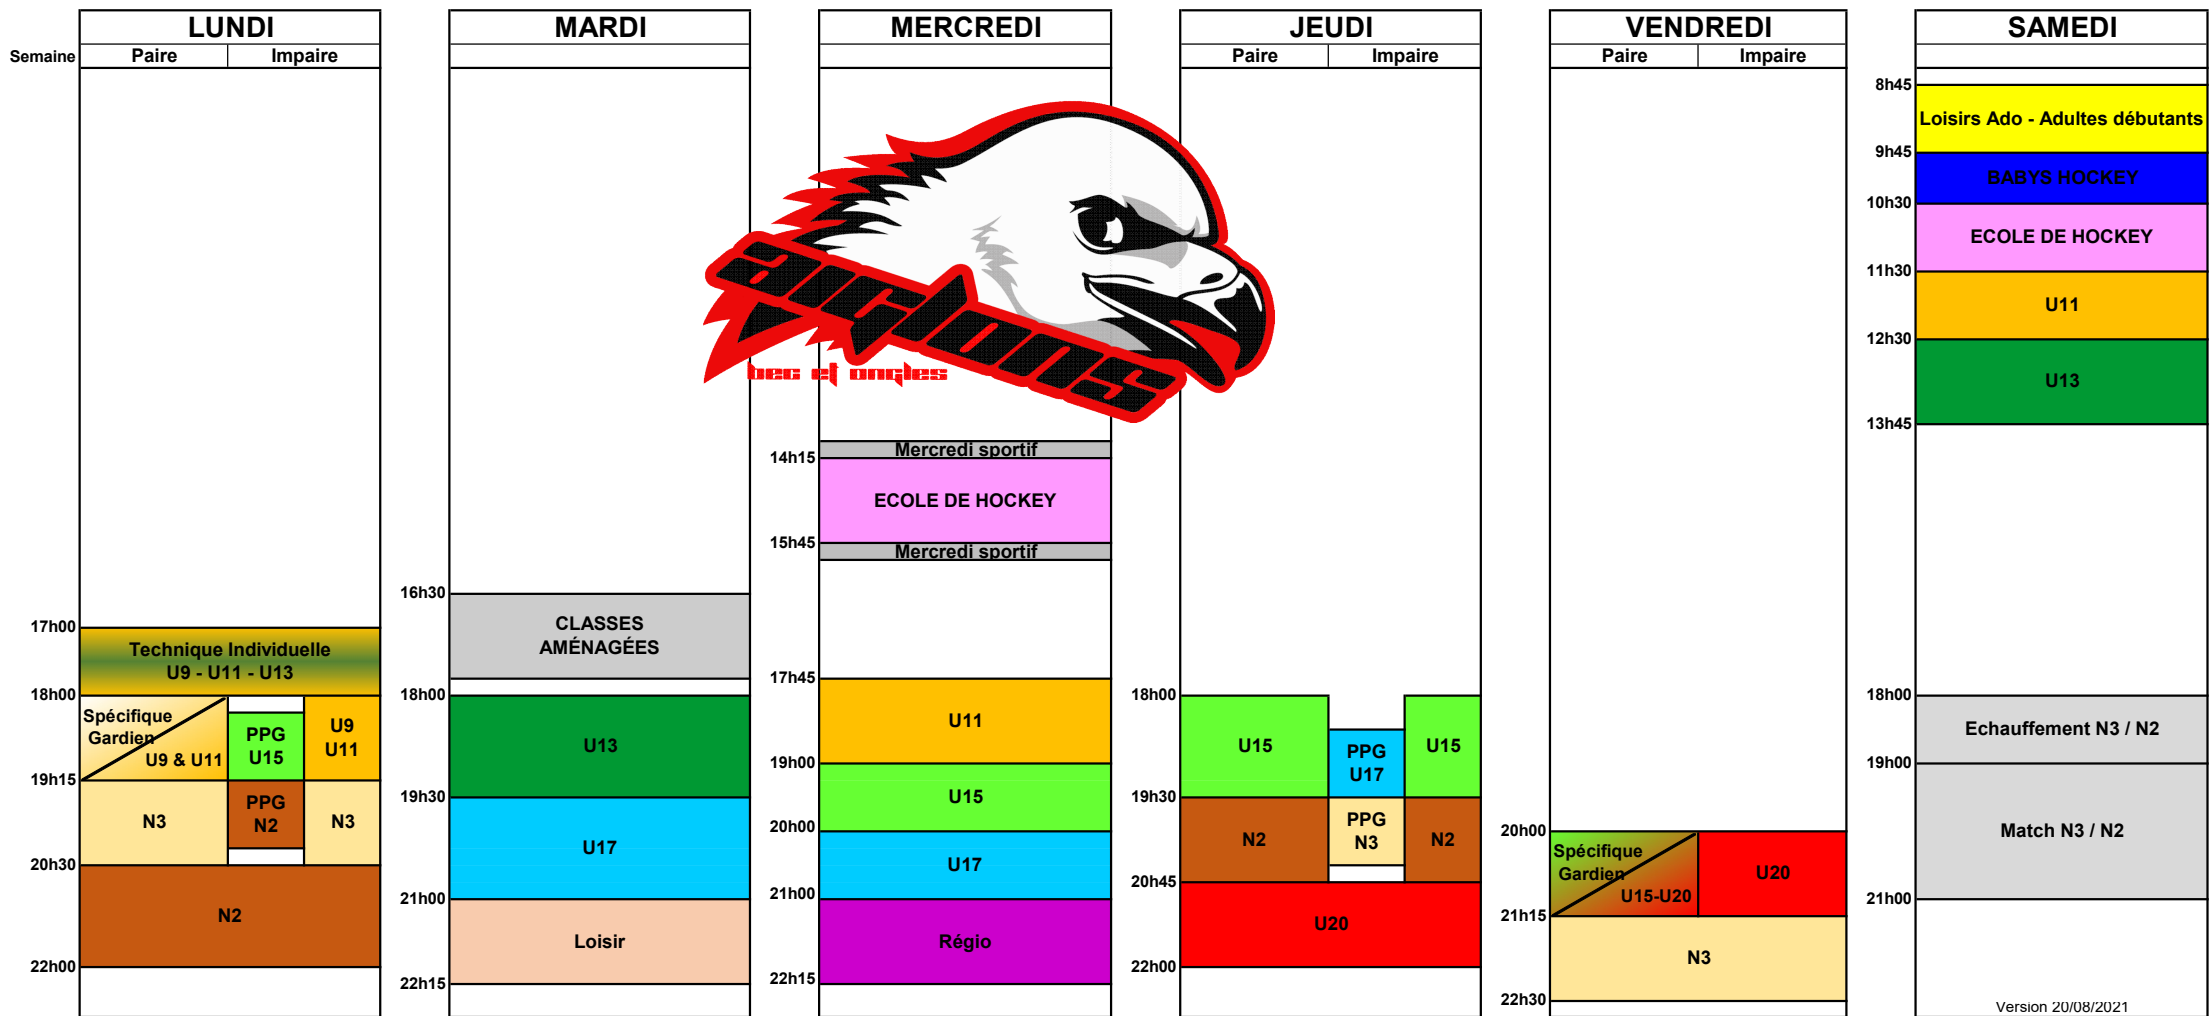 Semaine
LUNDI
Paire
Impaire
17h00
Technique Individuelle
U9 - U11 - U13
18h00
Spécifique
Gardien
U9 & U11
PPG
U15
U9
U11
19h15
N3
PPG
N2
N3
20h30
N2
22h00
MARDI
16h30
CLASSES
AMÉNAGÉES
18h00
U13
19h30
U17
21h00
Loisir
22h15
MERCREDI
aiglons
bec et ongles
Mercredi sportif
14h15
ECOLE DE HOCKEY
15h45
Mercredi sportif
17h45
U11
19h00
U15
20h00
U17
21h00
Régio
22h15
JEUDI
Paire
Impaire
18h00
U15
PPG
U17
U15
19h30
N2
PPG
N3
N2
20h45
U20
22h00
VENDREDI
Paire
Impaire
20h00
Spécifique
Gardien
U15-U20
U20
21h15
N3
22h30
SAMEDI
8h45
Loisirs Ado - Adultes débutants
9h45
BABYS HOCKEY
10h30
ECOLE DE HOCKEY
11h30
U11
12h30
U13
13h45
18h00
Echauffement N3 / N2
19h00
Match N3 / N2
21h00
Version 20/08/2021